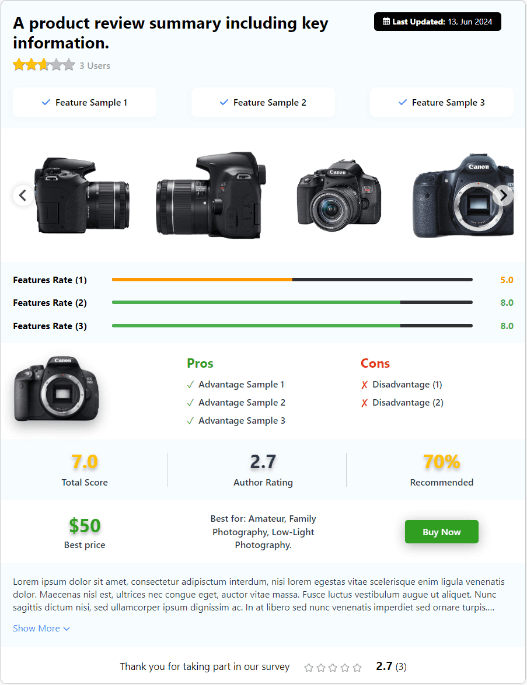 A product review summary including key
information.
Last Updated: 13, Jun 2024
3 Users
Feature Sample 1
Feature Sample 2
Feature Sample 3
Canon
Canon
Features Rate (1) 5.0
Features Rate (2) 8.0
Features Rate (3) 8.0
Canon
Pros
Advantage Sample 1
Advantage Sample 2
Advantage Sample 3
Cons
Disadvantage (1)
Disadvantage (2)
7.0
Total Score
2.7
Author Rating
70%
Recommended
$50
Best price
Best for: Amateur, Family
Photography, Low-Light
Photography.
Buy Now
Lorem ipsum dolor sit amet, consectetur adipisctum interdum, nisi lorem egestas vitae scelerisque enim ligula venenatis
dolor. Maecenas nisl est, ultrices nec congue eget, auctor vitae massa. Fusce luctus vestibulum augue ut aliquet. Nunc
sagittis dictum nisi, sed ullamcorper ipsum dignissim ac. In at libero sed nunc venenatis imperdiet sed ornare turpis....
Show More
Thank you for taking part in our survey 2.7 (3)